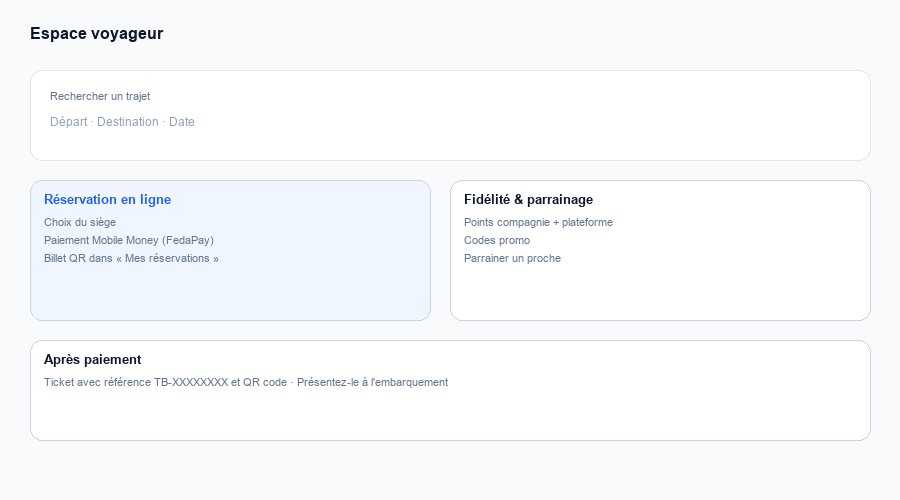 Espace voyageur
Rechercher un trajet
Départ · Destination · Date
Réservation en ligne
Choix du siège
Paiement Mobile Money (FedaPay)
Billet QR dans « Mes réservations »
Fidélité & parrainage
Points compagnie + plateforme
Codes promo
Parrainer un proche
Après paiement
Ticket avec référence TB-XXXXXXXX et QR code · Présentez-le à l'embarquement